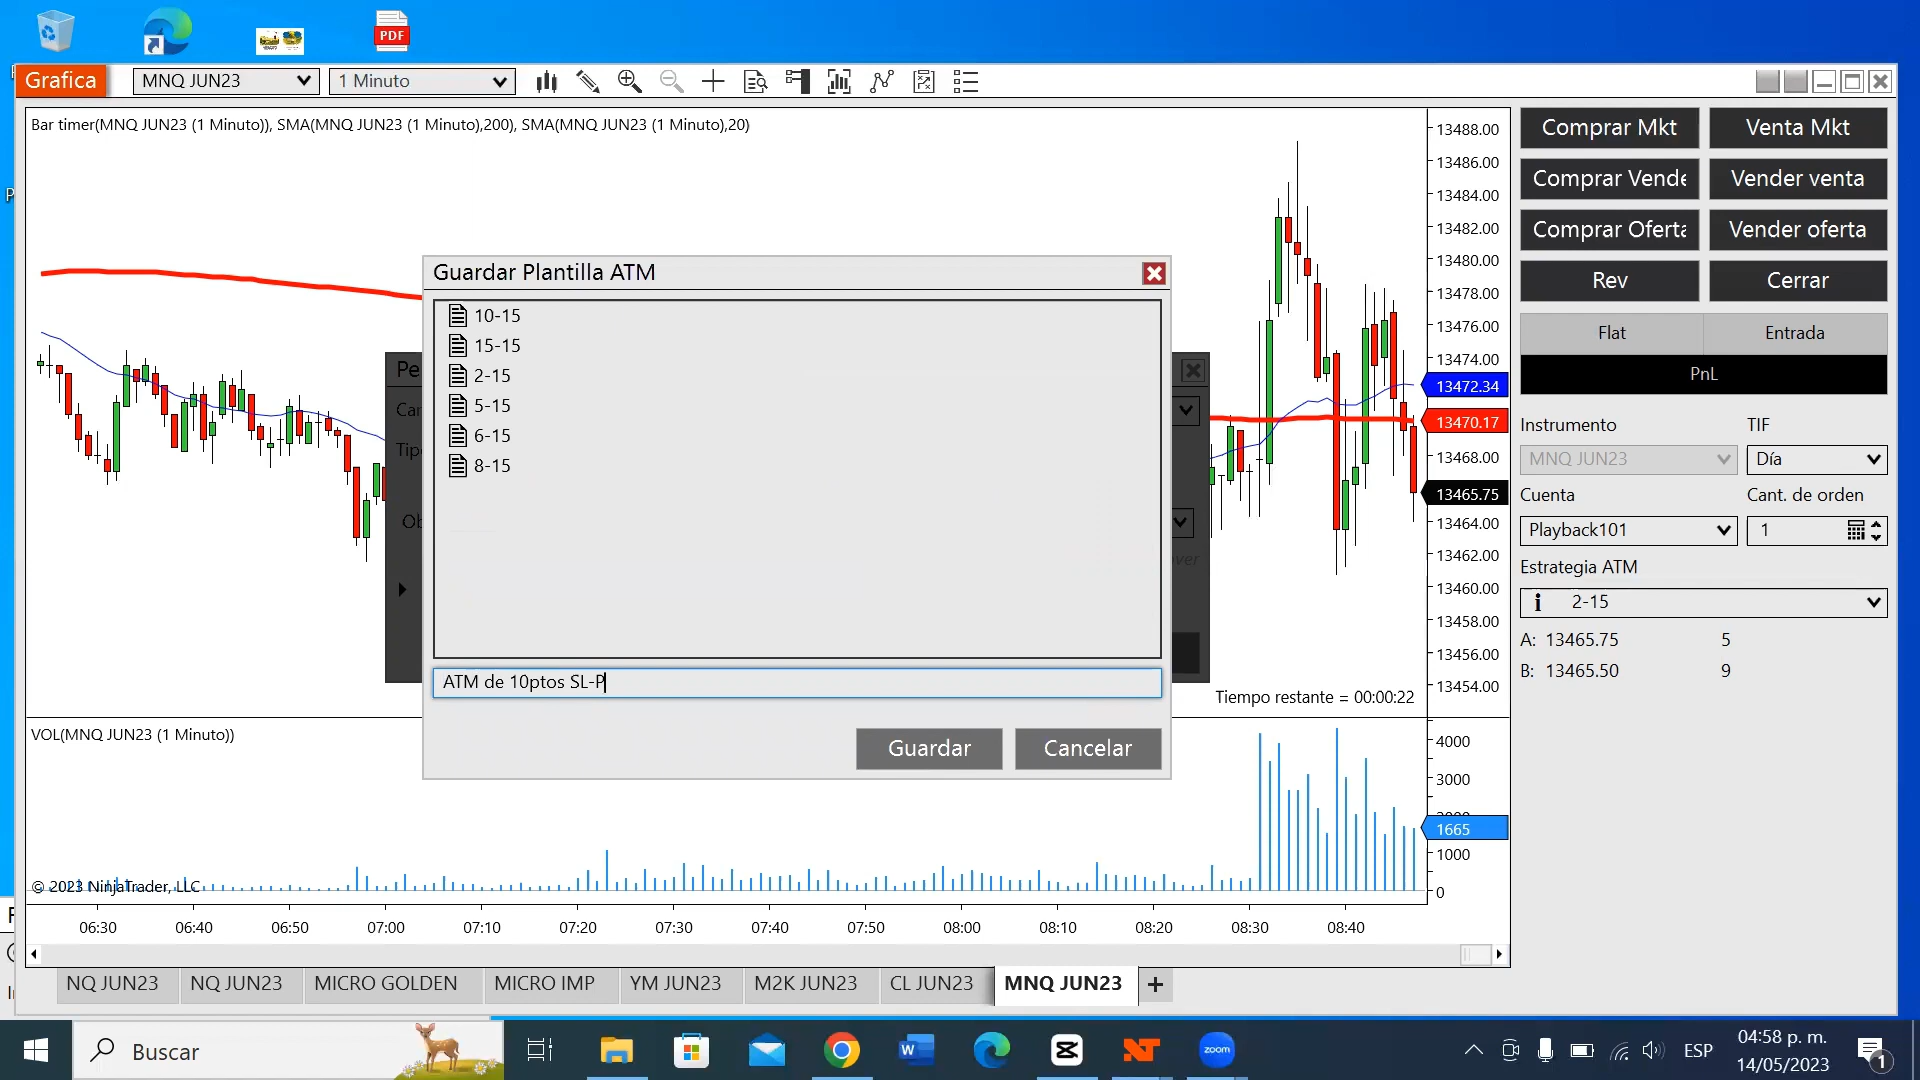 PDF
Grafica
MNQ JUN23
1 Minuto
Bar timer(MNQ JUN23 (1 Minuto)), SMA(MNQ JUN23 (1 Minuto),200), SMA(MNQ JUN23 (1 Minuto),20)
13488.00
13486.00
13484.00
13482.00
13480.00
13478.00
13476.00
13474.00
13472.34
13470.17
13468.00
13465.75
13464.00
13462.00
13460.00
13458.00
13456.00
13454.00
Guardar Plantilla ATM
10-15
15-15
2-15
5-15
6-15
8-15
ATM de 10ptos SL-P
Guardar
Cancelar
Tiempo restante = 00:00:22
VOL(MNQ JUN23 (1 Minuto))
4000
3000
1665
1000
0
© 2023 NinjaTrader, LLC
06:30
06:40
06:50
07:00
07:10
07:20
07:30
07:40
07:50
08:00
08:10
08:20
08:30
08:40
NQ JUN23
NQ JUN23
MICRO GOLDEN
MICRO IMP
YM JUN23
M2K JUN23
CL JUN23
MNQ JUN23
+
Comprar Mkt
Venta Mkt
Comprar Vende
Vender venta
Comprar Oferta
Vender oferta
Rev
Cerrar
Flat
Entrada
PnL
Instrumento
TIF
MNQ JUN23
Día
Cuenta
Cant. de orden
Playback101
1
Estrategia ATM
i 2-15
A: 13465.75 5
B: 13465.50 9
Buscar
W
zoom
ESP
04:58 p. m.
14/05/2023
1